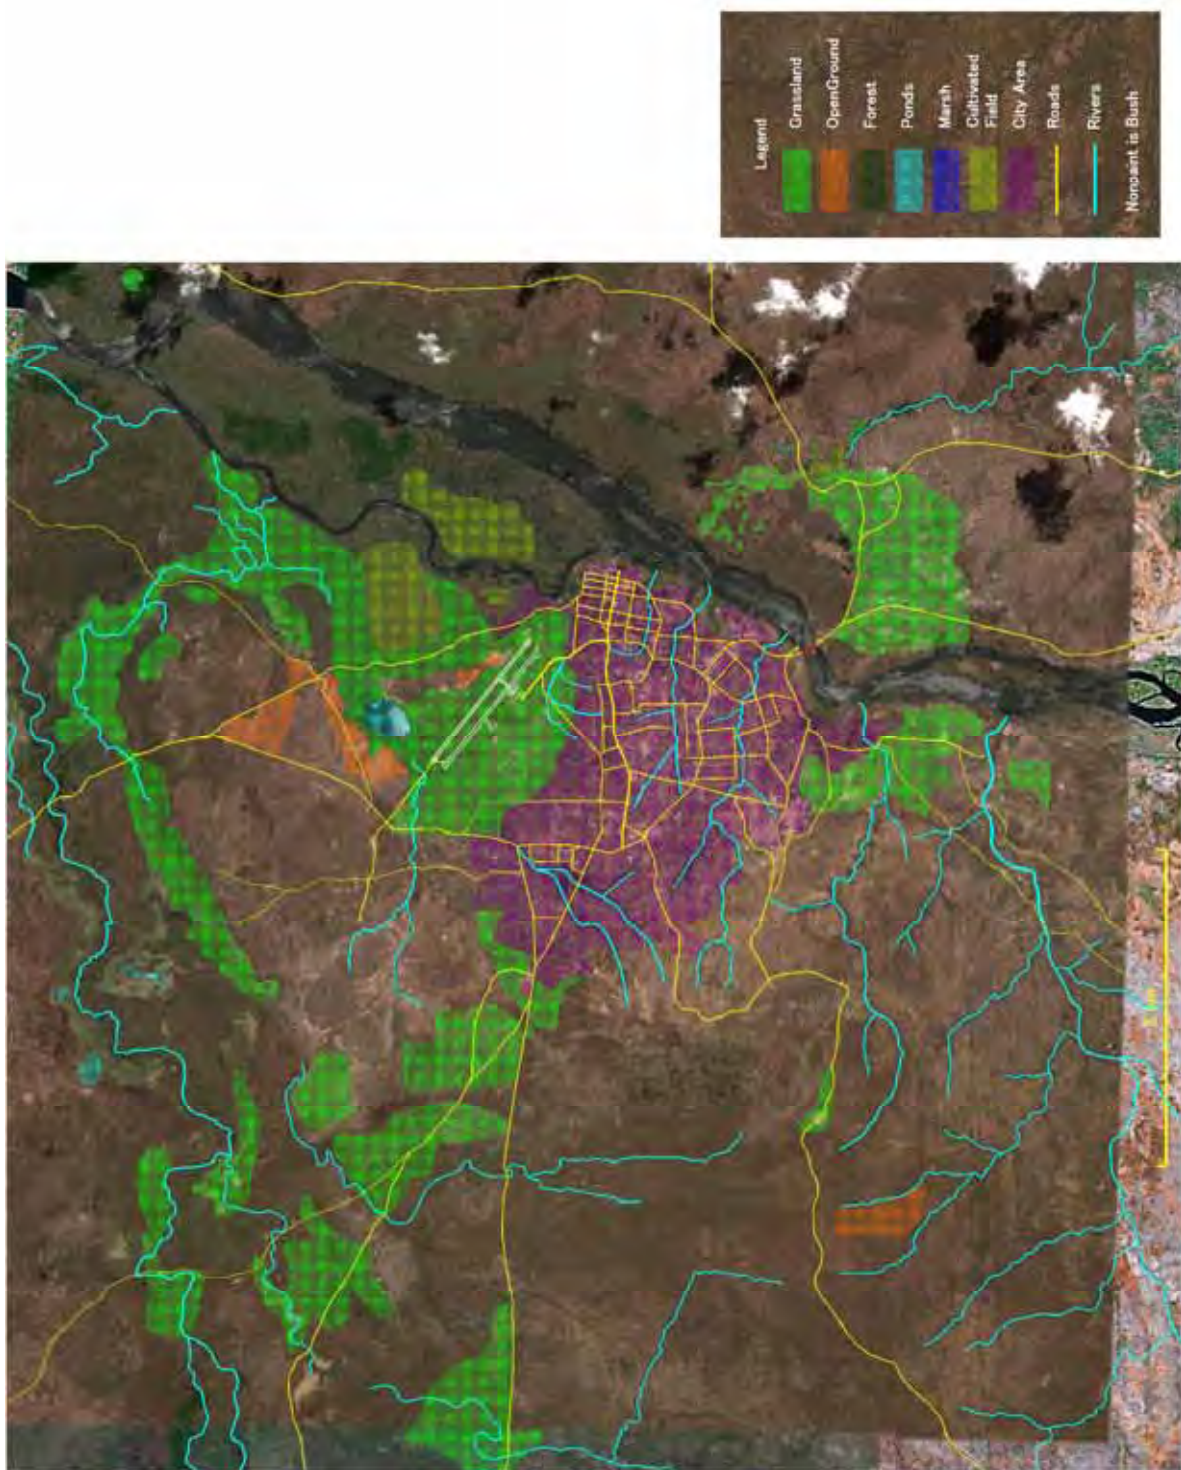 Legend
Grassland
OpenGround
Forest
Ponds
Marsh
Cultivated
Field
City Area
Roads
Rivers
Nonpaint is Bush